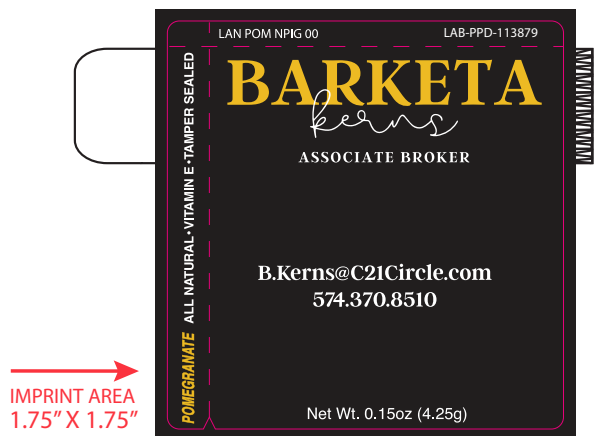 LAN POM NPIG 00
LAB-PPD-113879
BARKETA
kerns
ASSOCIATE BROKER
B.Kerns@C21Circle.com
574.370.8510
Net Wt. 0.15oz (4.25g)
POMEGRANATE ALL NATURAL•VITAMIN E•TAMPER SEALED
IMPRINT AREA
1.75” X 1.75”